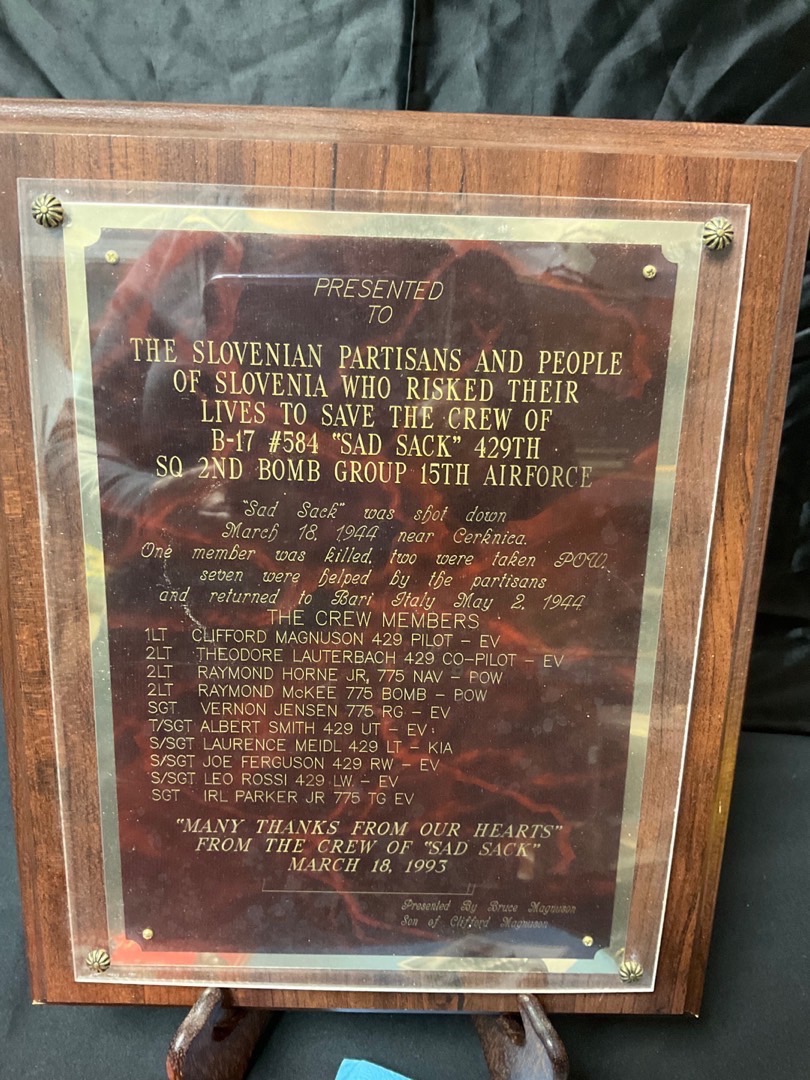 PRESENTED
TO
THE SLOVENIAN PARTISANS AND PEOPLE
OF SLOVENIA WHO RISKED THEIR
LIVES TO SAVE THE CREW OF
B-17 #584 "SAD SACK" 429TH
SQ 2ND BOMB GROUP 15TH AIRFORCE
"Sad Sack" was shot down
March 18, 1944 near Cerknica.
One member was killed, two were taken POW,
seven were helped by the partisans
and returned to Bari Italy May 2, 1944
THE CREW MEMBERS
1LT CLIFFORD MAGNUSON 429 PILOT - EV
2LT THEODORE LAUTERBACH 429 CO-PILOT - EV
2LT RAYMOND HORNE JR, 775 NAV - POW
2LT RAYMOND McKEE 775 BOMB - POW
SGT VERNON JENSEN 775 RG - EV
T/SGT ALBERT SMITH 429 UT - EV
S/SGT LAURENCE MEIDL 429 LT - KIA
S/SGT JOE FERGUSON 429 RW - EV
S/SGT LEO ROSSI 429 LW. - EV
SGT IRL PARKER JR 775 TG EV
"MANY THANKS FROM OUR HEARTS"
FROM THE CREW OF "SAD SACK"
MARCH 18, 1993
Presented By Bruce Magnuson
Son of Clifford Magnuson